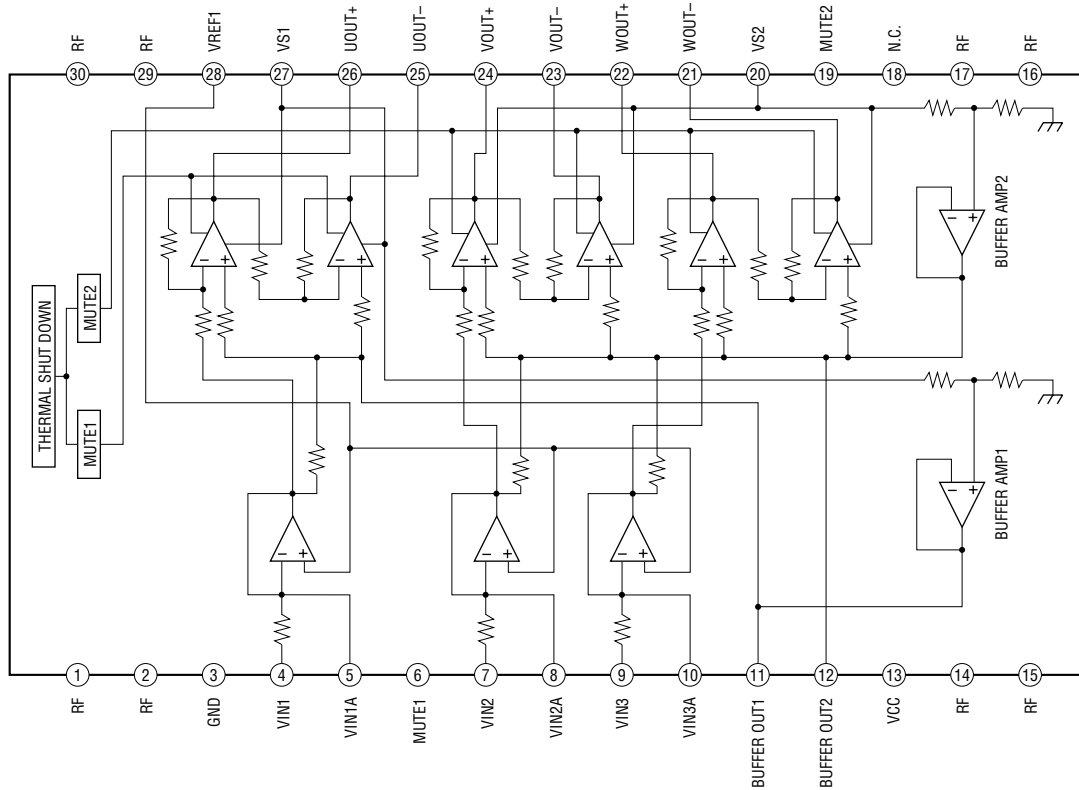 RF
RF
VREF1
VS1
UOUT+
UOUT−
VOUT+
VOUT−
WOUT+
WOUT−
VS2
MUTE2
N.C.
RF
RF
30
29
28
27
26
25
24
23
22
21
20
19
18
17
16
THERMAL SHUT DOWN
MUTE2
MUTE1
− +
− +
− +
− +
− +
− +
− +
BUFFER AMP2
− +
− +
− +
− +
BUFFER AMP1
1
2
3
4
5
6
7
8
9
10
11
12
13
14
15
RF
RF
GND
VIN1
VIN1A
MUTE1
VIN2
VIN2A
VIN3
VIN3A
BUFFER OUT1
BUFFER OUT2
VCC
RF
RF